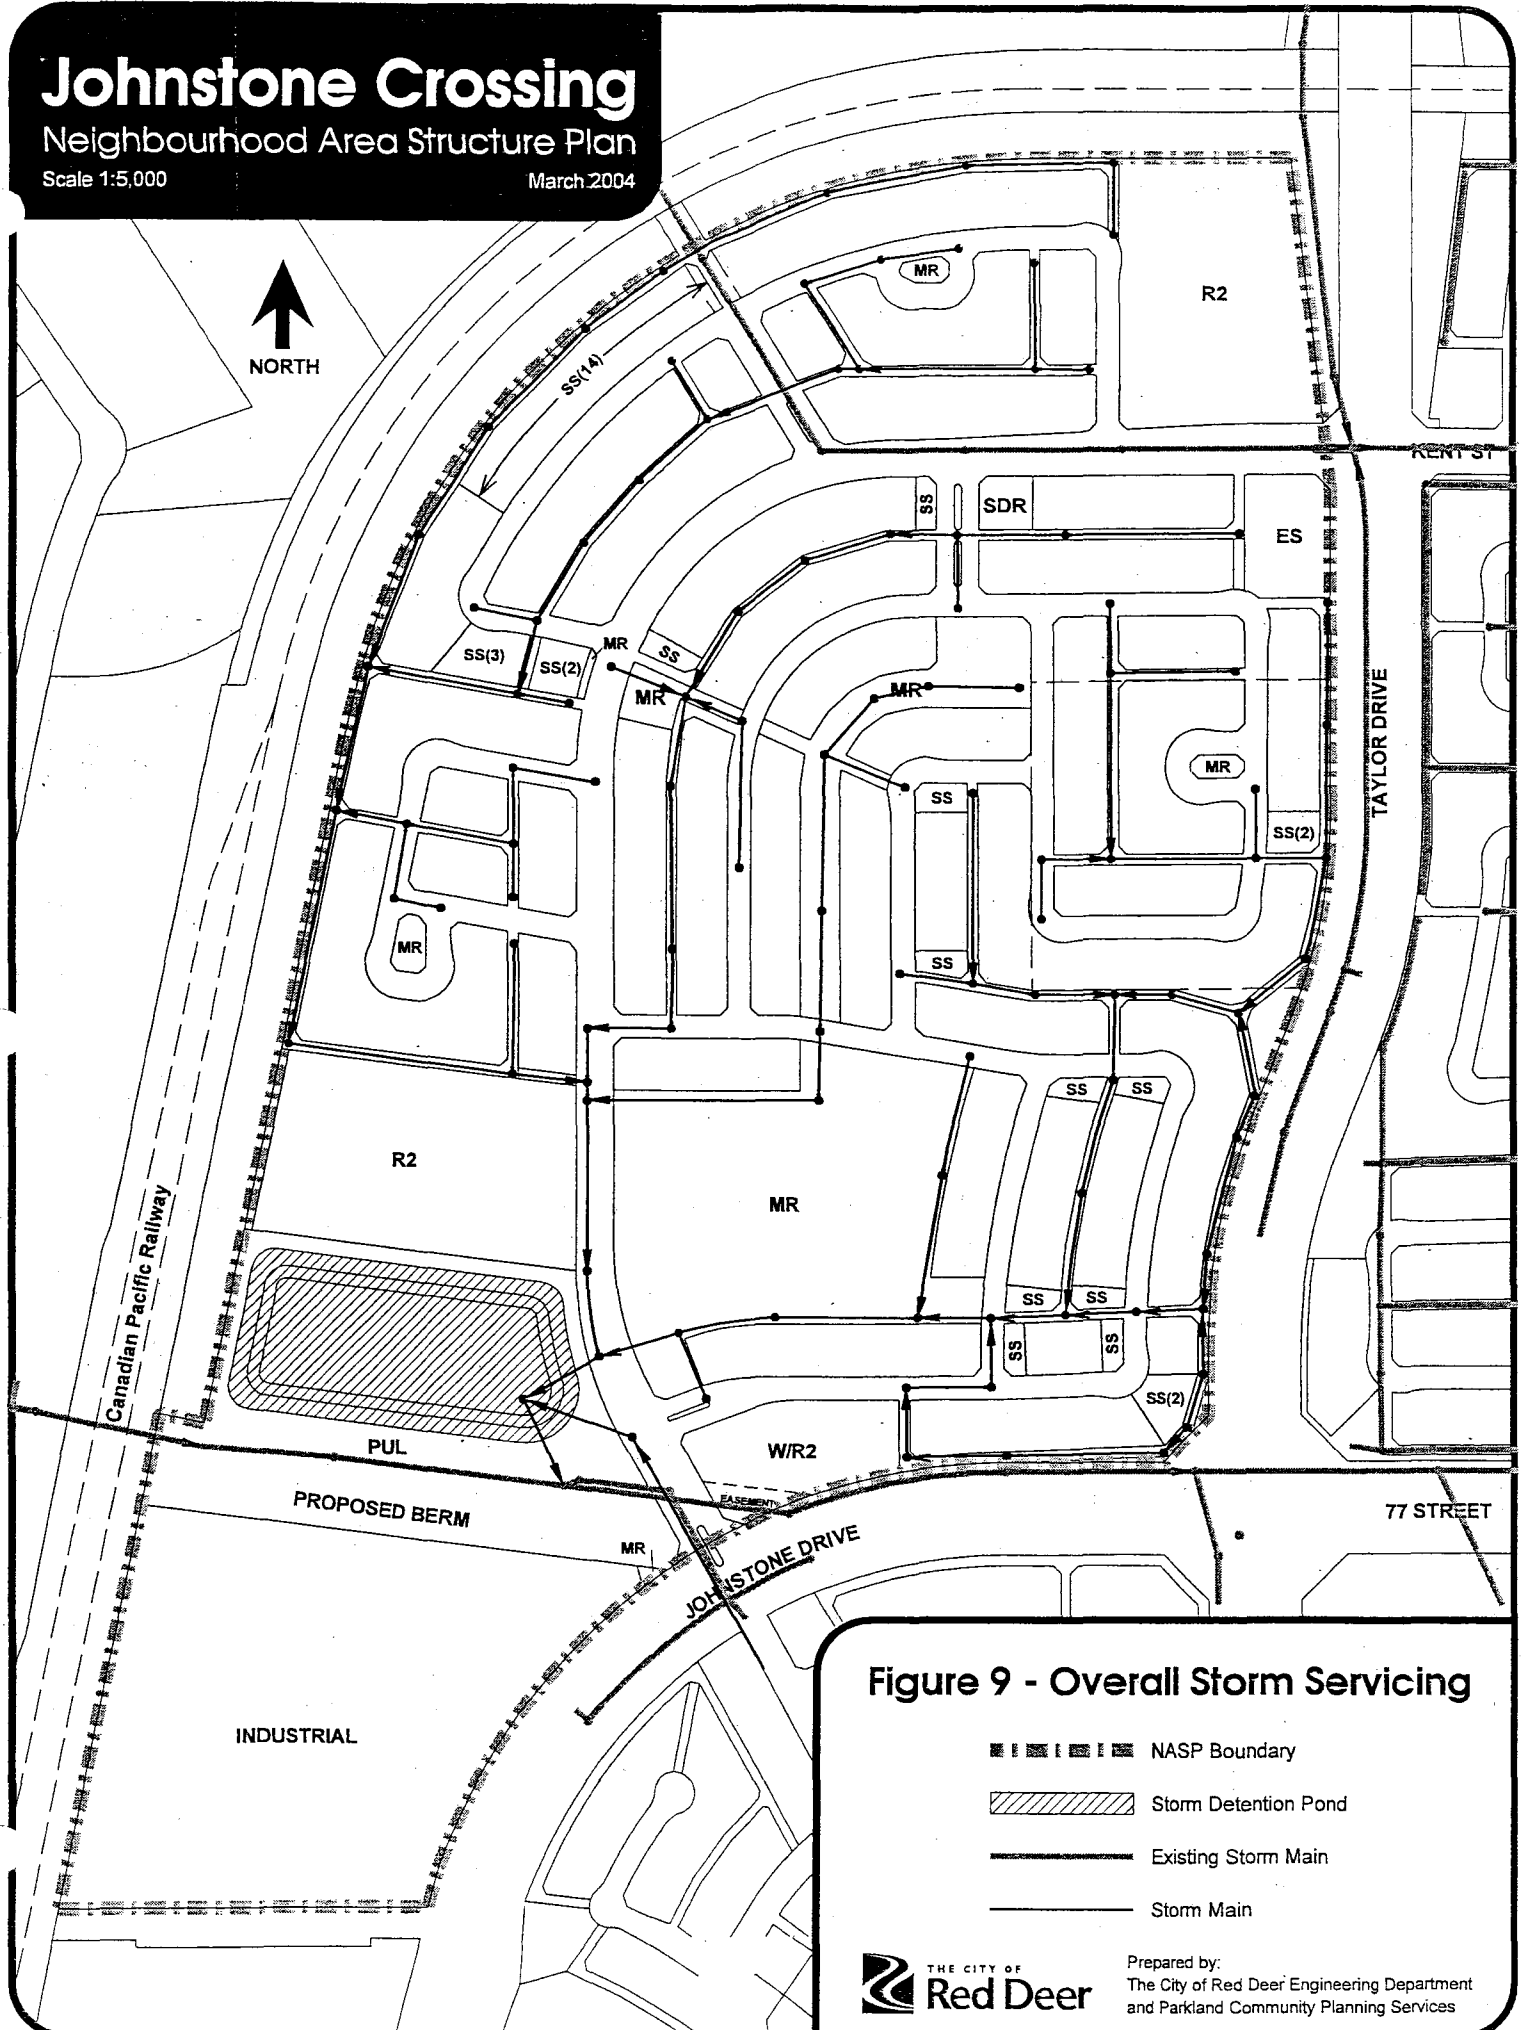 Johnstone Crossing
Neighbourhood Area Structure Plan
Scale 1:5,000
March 2004
NORTH
MR
R2
SS(14)
KENT ST
SS
SDR
ES
MR
SS
SS(3)
SS(2)
MR
MR
TAYLOR DRIVE
MR
SS
SS(2)
MR
SS
SS
SS
R2
MR
Canadian Pacific Railway
SS
SS
SS
SS
SS(2)
PUL
W/R2
EASEMENT
PROPOSED BERM
77 STREET
MR
JOHNSTONE DRIVE
INDUSTRIAL
Figure 9 - Overall Storm Servicing
NASP Boundary
Storm Detention Pond
Existing Storm Main
Storm Main
THE CITY OF
Red Deer
Prepared by:
The City of Red Deer Engineering Department
and Parkland Community Planning Services